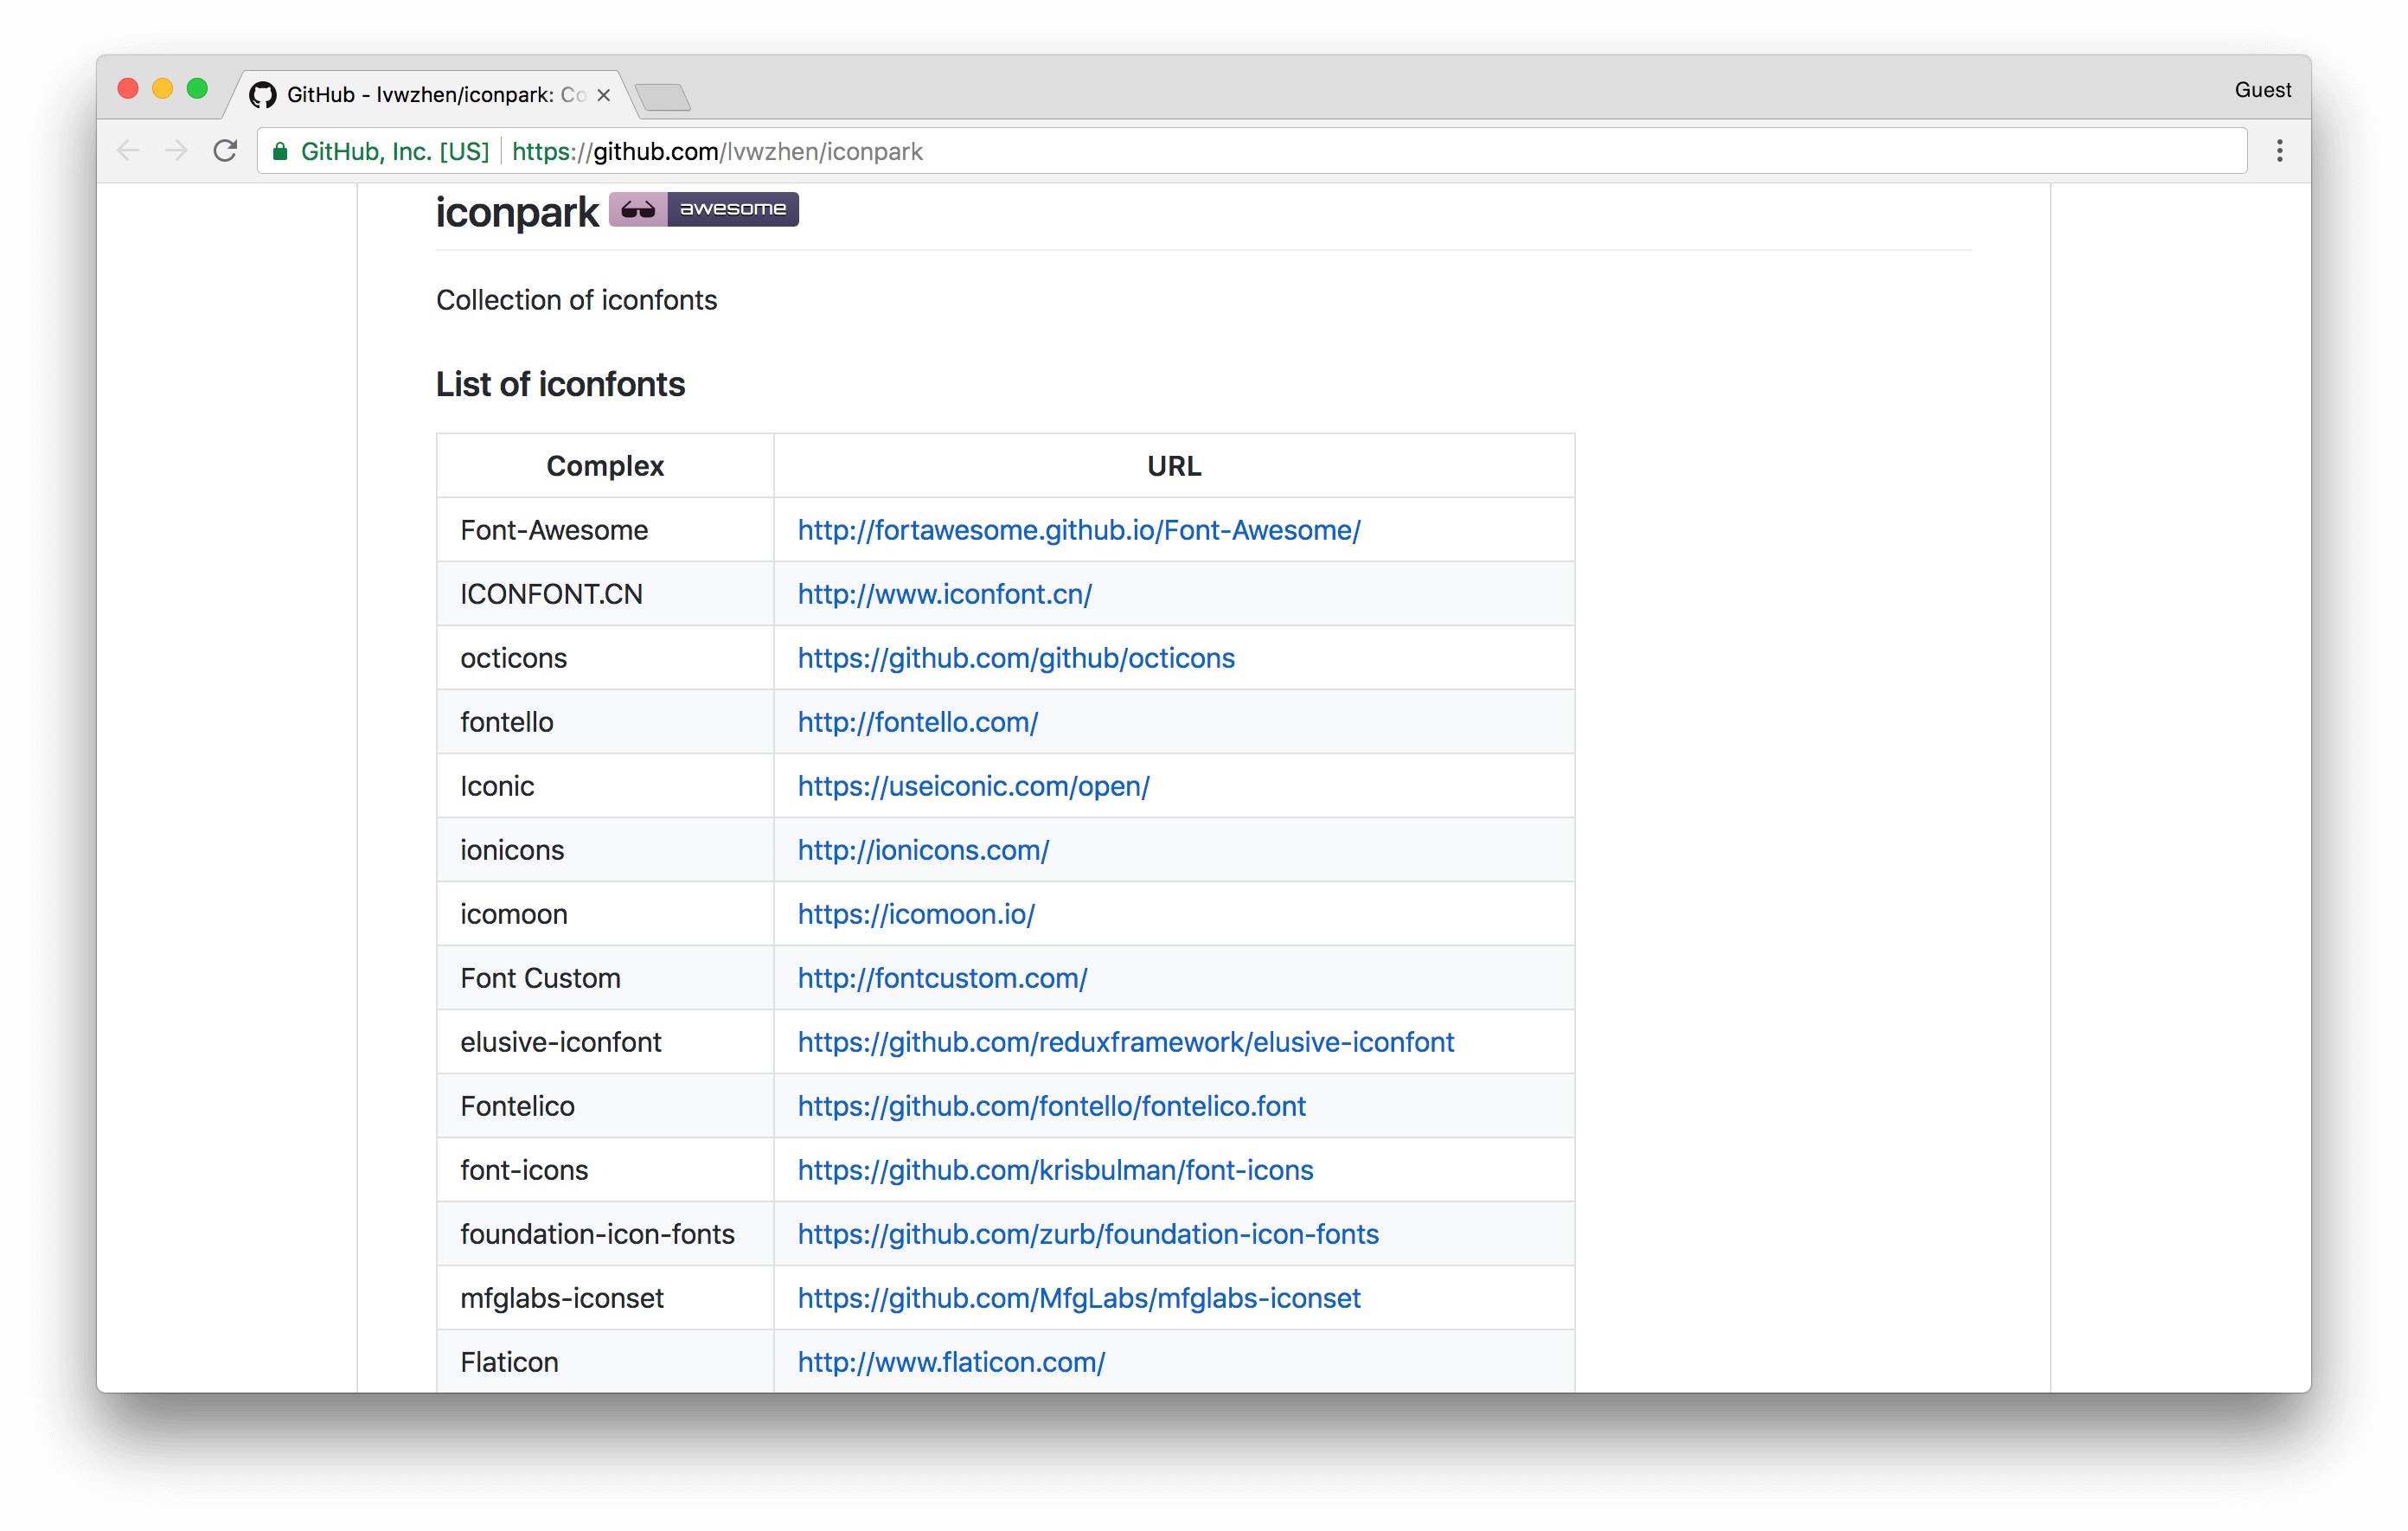 GitHub - lvwzhen/iconpark: Co
Guest
GitHub, Inc. [US] https://github.com/lvwzhen/iconpark
iconpark awesome
Collection of iconfonts
List of iconfonts
Complex URL
Font-Awesome http://fortawesome.github.io/Font-Awesome/
ICONFONT.CN http://www.iconfont.cn/
octicons https://github.com/github/octicons
fontello http://fontello.com/
Iconic https://useiconic.com/open/
ionicons http://ionicons.com/
icomoon https://icomoon.io/
Font Custom http://fontcustom.com/
elusive-iconfont https://github.com/reduxframework/elusive-iconfont
Fontelico https://github.com/fontello/fontelico.font
font-icons https://github.com/krisbulman/font-icons
foundation-icon-fonts https://github.com/zurb/foundation-icon-fonts
mfglabs-iconset https://github.com/MfgLabs/mfglabs-iconset
Flaticon http://www.flaticon.com/